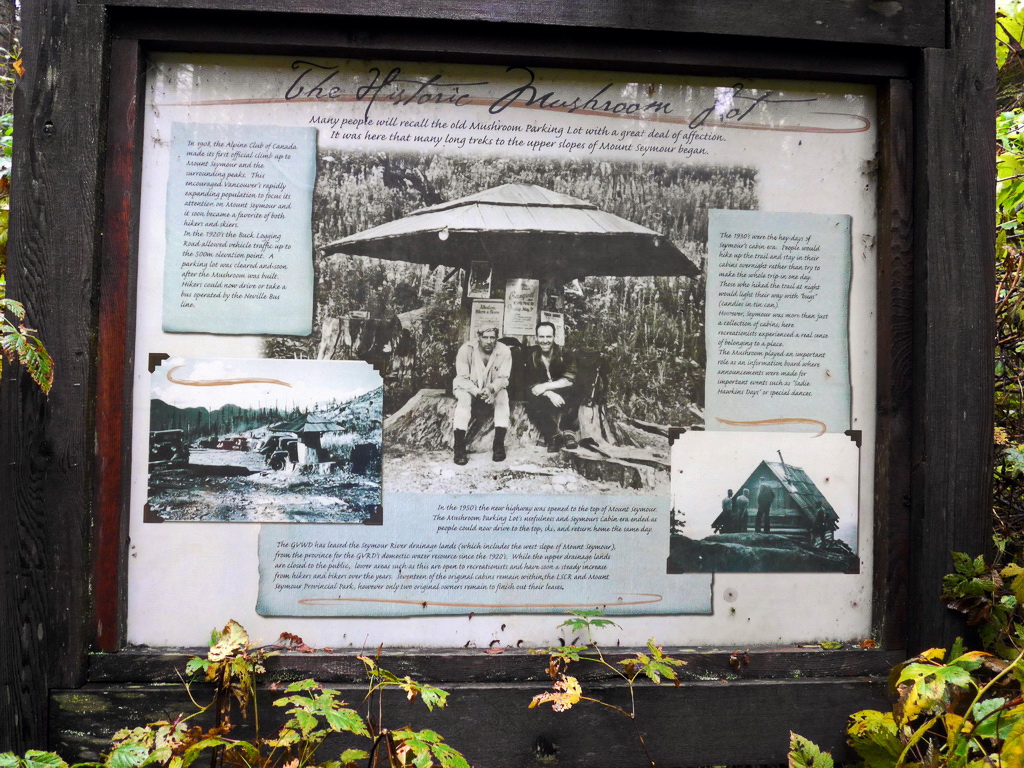 The Historic Mushroom Lot
Many people will recall the old Mushroom Parking Lot with a great deal of affection.
It was here that many long treks to the upper slopes of Mount Seymour began.
In 1908, the Alpine Club of Canada
made its first official climb up to
Mount Seymour and the
surrounding peaks. This
encouraged Vancouver's rapidly
expanding population to focus its
attention on Mount Seymour and
it soon became a favorite of both
hikers and skiers.
In the 1920's the Buck Logging
Road allowed vehicle traffic up to
the 500m elevation point. A
parking lot was cleared and soon
after the Mushroom was built.
Hikers could now drive or take a
bus operated by the Neville Bus
line.
The 1930's were the hey-days of
Seymour's cabin era. People would
hike up the trail and stay in their
cabins overnight rather than try to
make the whole trip in one day.
Those who hiked the trail at night
would light their way with "bugs"
(candles in tin can).
However, Seymour was more than just
a collection of cabins; here
recreationists experienced a real sense
of belonging to a place.
The Mushroom played an important
role as an information board where
announcements were made for
important events such as "Sadie
Hawkins Days" or special dances.
In the 1950's the new highway was opened to the top of Mount Seymour.
The Mushroom Parking Lot's usefulness and Seymours Cabin era ended as
people could now drive to the top, ski, and return home the same day.
The GVWD has leased the Seymour River drainage lands (which includes the west slope of Mount Seymour),
from the province for the GVRD's domestic water resource since the 1920's. While the upper drainage lands
are closed to the public, lower areas such as this are open to recreationists and have seen a steady increase
from hikers and bikers over the years. Seventeen of the original cabins remain within the LSCR and Mount
Seymour Provincial Park, however only two original owners remain to finish out their leases.